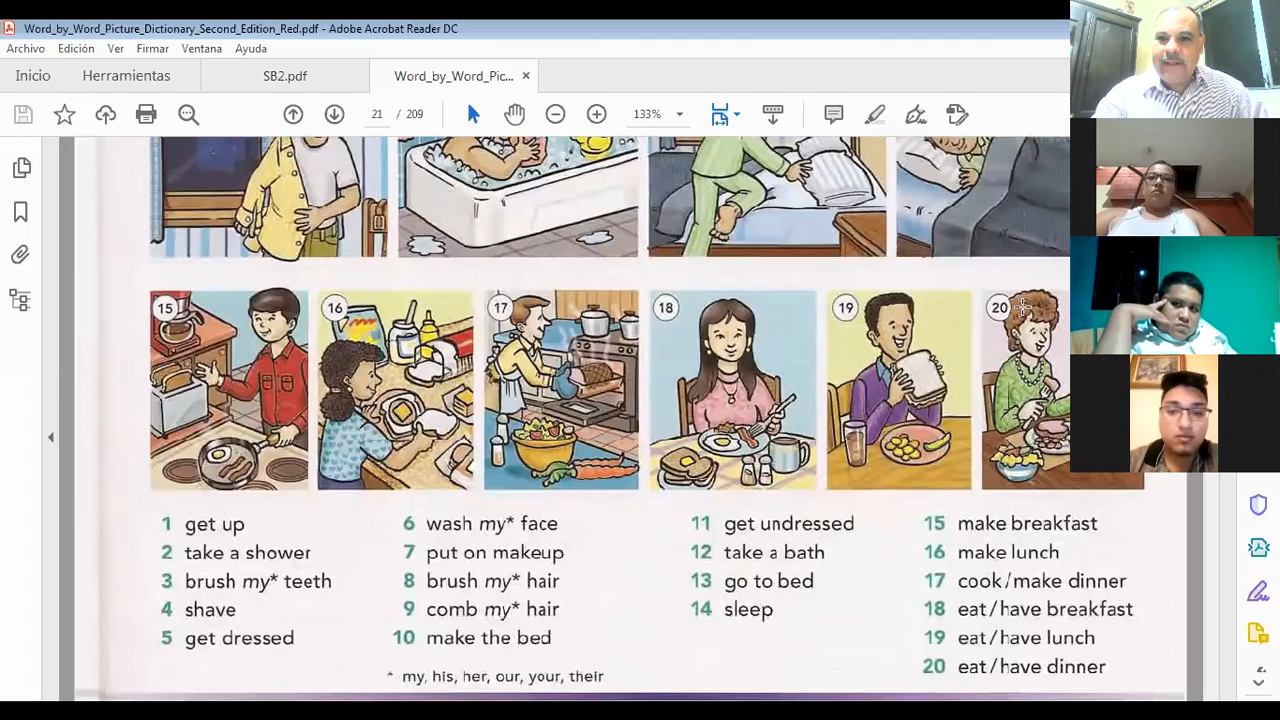 Word_by_Word_Picture_Dictionary_Second_Edition_Red.pdf - Adobe Acrobat Reader DC
Archivo Edición Ver Firmar Ventana Ayuda
Inicio Herramientas SB2.pdf Word_by_Word_Pic... ×
21 / 209 133%
15 16 17 18 19 20
1 get up
2 take a shower
3 brush my* teeth
4 shave
5 get dressed
6 wash my* face
7 put on makeup
8 brush my* hair
9 comb my* hair
10 make the bed
11 get undressed
12 take a bath
13 go to bed
14 sleep
15 make breakfast
16 make lunch
17 cook/make dinner
18 eat/have breakfast
19 eat/have lunch
20 eat/have dinner
* my, his, her, our, your, their